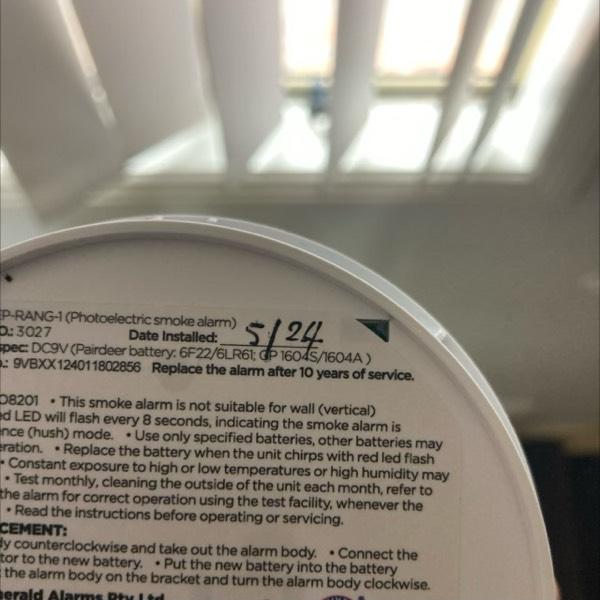 EP-RANG-1 (Photoelectric smoke alarm)
O.: 3027 Date Installed: 5/24
spec: DC9V (Pairdeer battery: 6F22/6LR61; GP 1604S/1604A )
.: 9VBXX124011802856 Replace the alarm after 10 years of service.
08201 • This smoke alarm is not suitable for wall (vertical)
ed LED will flash every 8 seconds, indicating the smoke alarm is
nce (hush) mode. • Use only specified batteries, other batteries may
eration. • Replace the battery when the unit chirps with red led flash
• Constant exposure to high or low temperatures or high humidity may
• Test monthly, cleaning the outside of the unit each month, refer to
the alarm for correct operation using the test facility, whenever the
• Read the instructions before operating or servicing.
CEMENT:
dy counterclockwise and take out the alarm body. • Connect the
tor to the new battery. • Put the new battery into the battery
t the alarm body on the bracket and turn the alarm body clockwise.
erald Alarms Pty Ltd